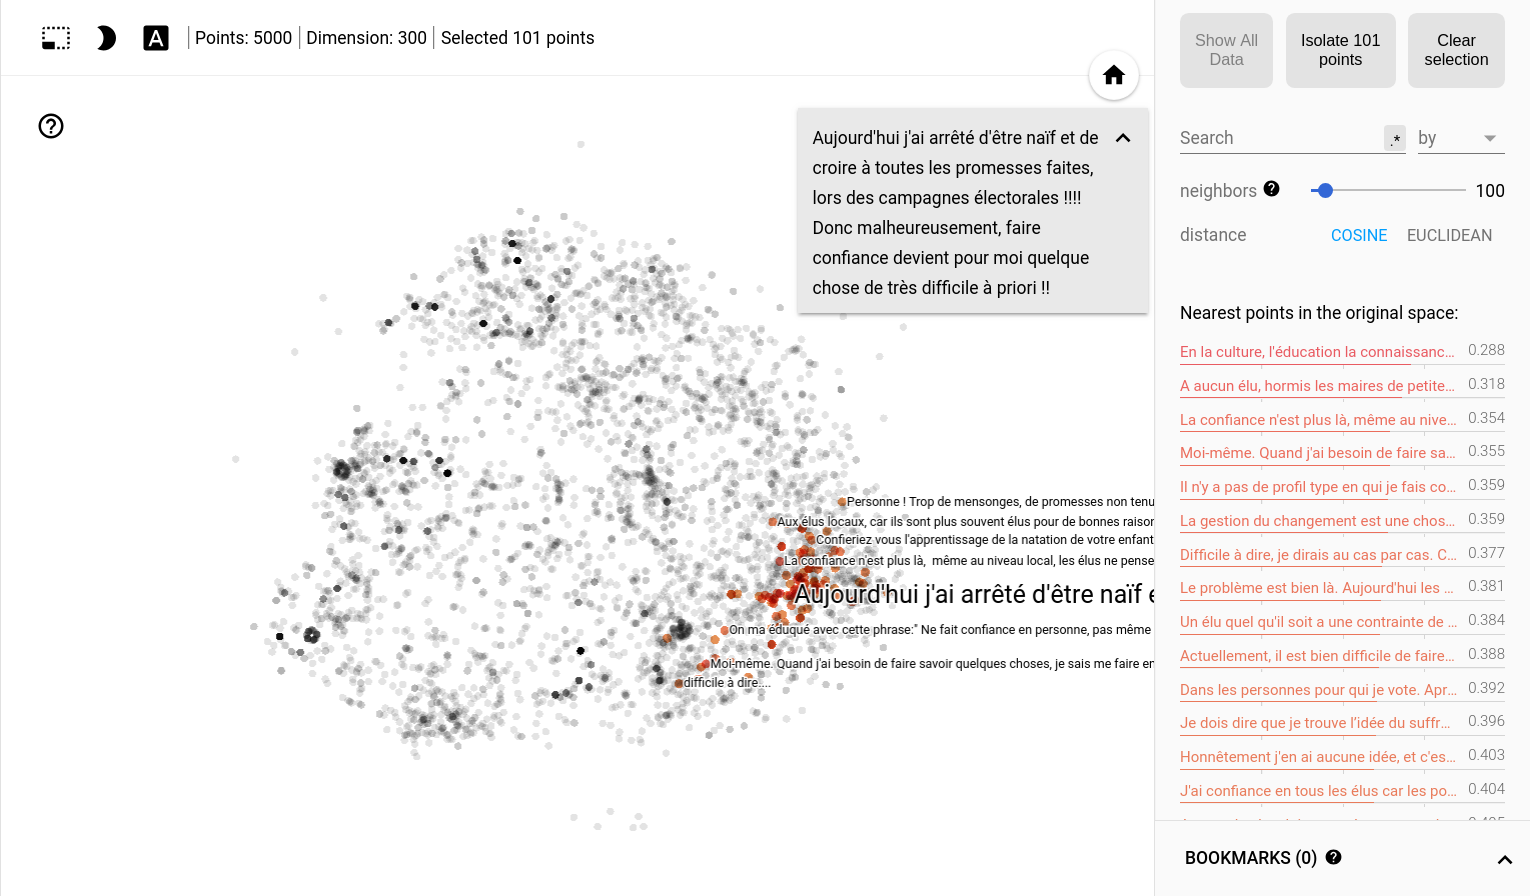 A
Points: 5000
Dimension: 300
Selected 101 points
Aujourd'hui j'ai arrêté d'être naïf et de
croire à toutes les promesses faites,
lors des campagnes électorales !!!!
Donc malheureusement, faire
confiance devient pour moi quelque
chose de très difficile à priori !!
Personne ! Trop de mensonges, de promesses non tenu
Aux élus locaux, car ils sont plus souvent élus pour de bonnes raison
Confieriez vous l'apprentissage de la natation de votre enfant
La confiance n'est plus là, même au niveau local, les élus ne pense
Aujourd'hui j'ai arrêté d'être naïf e
On ma éduqué avec cette phrase:" Ne fait confiance en personne, pas même
Moi-même. Quand j'ai besoin de faire savoir quelques choses, je sais me faire en
difficile à dire....
Show All
Data
Isolate 101
points
Clear
selection
Search
.*
by
neighbors
100
distance
COSINE
EUCLIDEAN
Nearest points in the original space:
En la culture, l'éducation la connaissanc... 0.288
A aucun élu, hormis les maires de petite... 0.318
La confiance n'est plus là, même au nive... 0.354
Moi-même. Quand j'ai besoin de faire sa... 0.355
Il n'y a pas de profil type en qui je fais co... 0.359
La gestion du changement est une chos... 0.359
Difficile à dire, je dirais au cas par cas. C... 0.377
Le problème est bien là. Aujourd'hui les ... 0.381
Un élu quel qu'il soit a une contrainte de ... 0.384
Actuellement, il est bien difficile de faire... 0.388
Dans les personnes pour qui je vote. Apr... 0.392
Je dois dire que je trouve l'idée du suffr... 0.396
Honnêtement j'en ai aucune idée, et c'es... 0.403
J'ai confiance en tous les élus car les po... 0.404
BOOKMARKS (0)